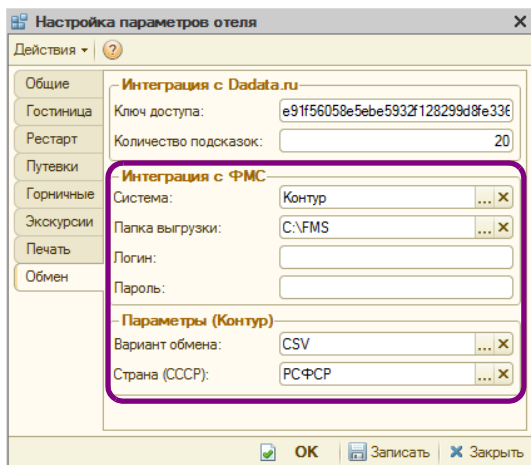 Настройка параметров отеля
Действия
Общие
Гостиница
Рестарт
Путевки
Горничные
Экскурсии
Печать
Обмен
Интеграция с Dadata.ru
Ключ доступа: e91f56058e5ebe5932f128299d8fe336
Количество подсказок: 20
Интеграция с ФМС
Система: Контур ...
Папка выгрузки: C:\FMS ...
Логин:
Пароль:
Параметры (Контур)
Вариант обмена: CSV ...
Страна (СССР): РСФСР ...
OK Записать Закрыть